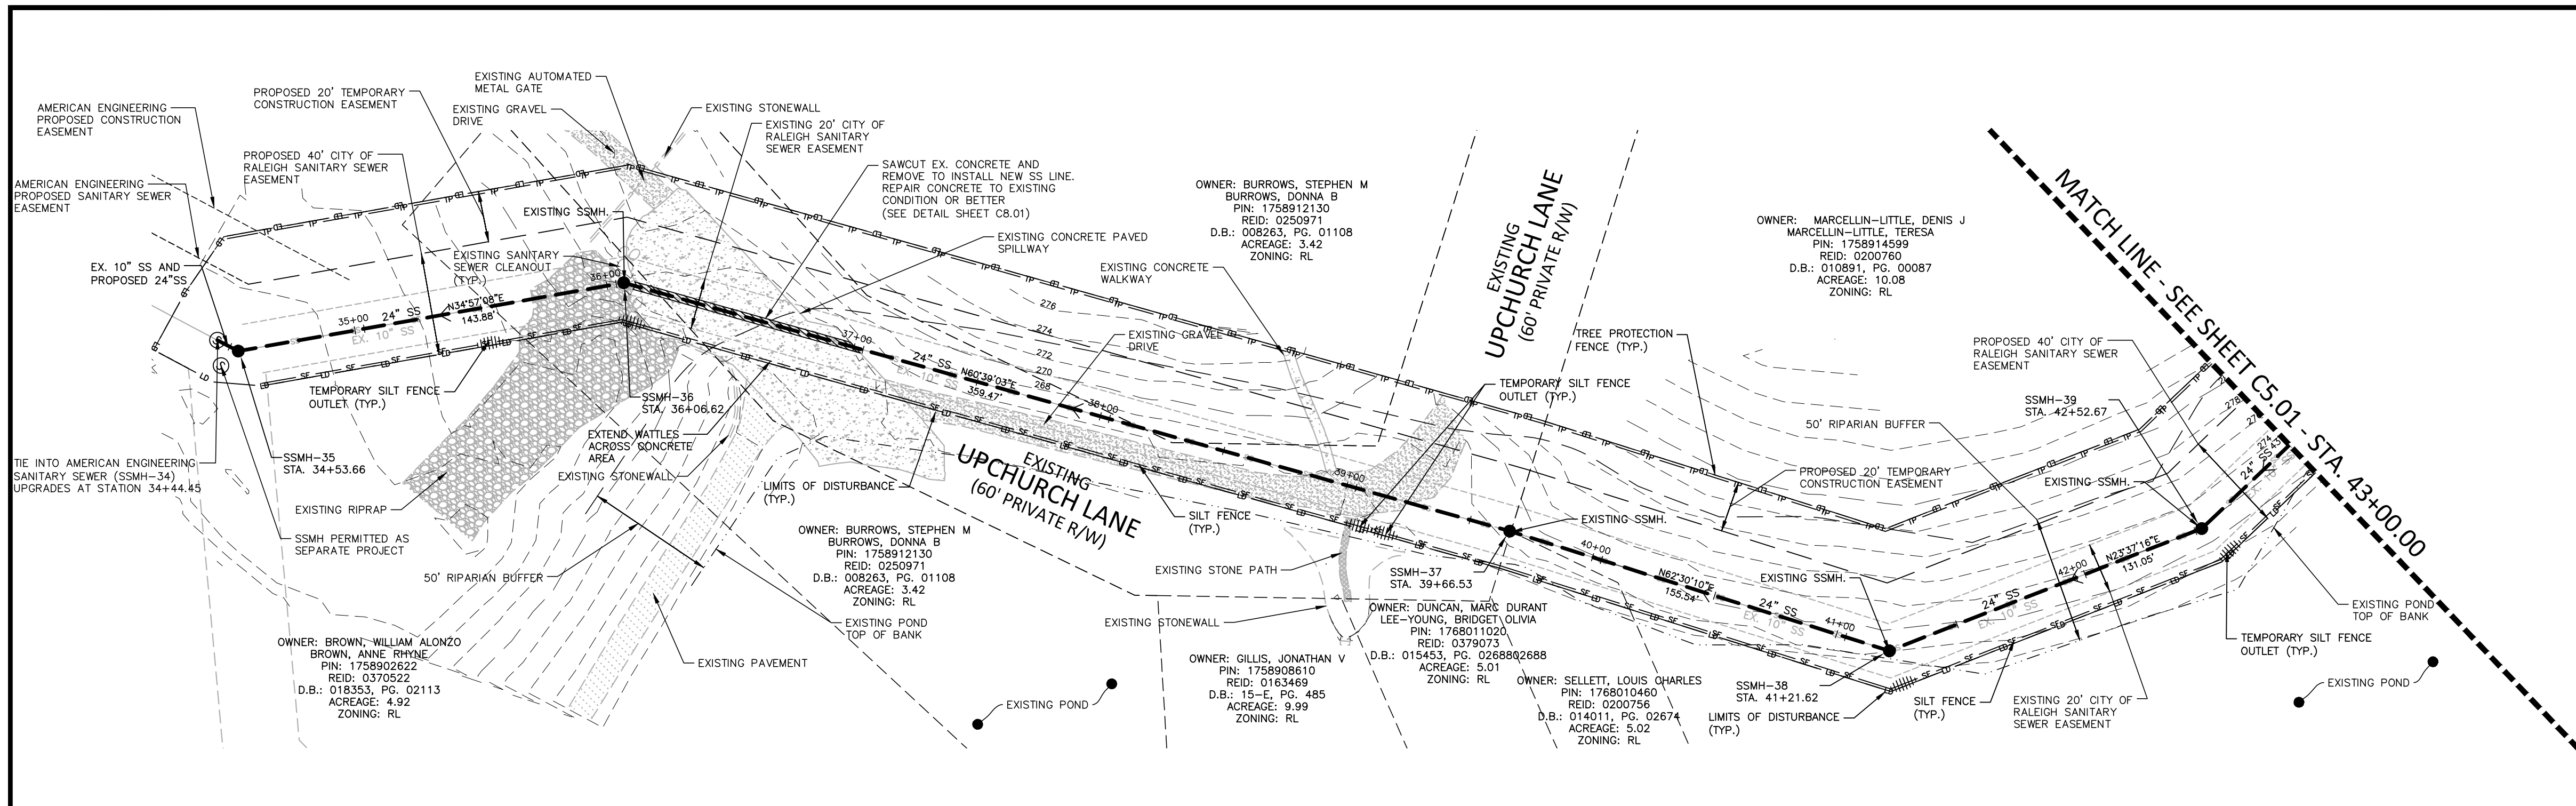 AMERICAN ENGINEERING
PROPOSED CONSTRUCTION
EASEMENT
PROPOSED 20' TEMPORARY
CONSTRUCTION EASEMENT
EXISTING AUTOMATED
METAL GATE
EXISTING GRAVEL
DRIVE
EXISTING STONEWALL
EXISTING 20' CITY OF
RALEIGH SANITARY
SEWER EASEMENT
PROPOSED 40' CITY OF
RALEIGH SANITARY SEWER
EASEMENT
AMERICAN ENGINEERING
PROPOSED SANITARY SEWER
EASEMENT
SAWCUT EX. CONCRETE AND
REMOVE TO INSTALL NEW SS LINE.
REPAIR CONCRETE TO EXISTING
CONDITION OR BETTER
(SEE DETAIL SHEET C8.01)
EXISTING SSMH.
EXISTING CONCRETE PAVED
SPILLWAY
EXISTING CONCRETE
WALKWAY
EX. 10" SS AND
PROPOSED 24"SS
EXISTING SANITARY
SEWER CLEANOUT
(TYP.)
OWNER: BURROWS, STEPHEN M
BURROWS, DONNA B
PIN: 1758912130
REID: 0250971
D.B.: 008263, PG. 01108
ACREAGE: 3.42
ZONING: RL
EXISTING
UPCHURCH LANE
(60' PRIVATE R/W)
OWNER: MARCELLIN-LITTLE, DENIS J
MARCELLIN-LITTLE, TERESA
PIN: 1758914599
REID: 0200760
D.B.: 010891, PG. 00087
ACREAGE: 10.08
ZONING: RL
MATCH LINE - SEE SHEET C5.01 - STA. 43+00.00
35+00
24" SS
EX. 10" SS
N34°57'08"E
143.88'
36+00
37+00
24" SS
EX. 10" SS
N60°39'03"E
359.47'
38+00
276
274
272
270
268
EXISTING GRAVEL
DRIVE
TREE PROTECTION
FENCE (TYP.)
PROPOSED 40' CITY OF
RALEIGH SANITARY SEWER
EASEMENT
TEMPORARY SILT FENCE
OUTLET (TYP.)
TEMPORARY SILT FENCE
OUTLET (TYP.)
SSMH-36
STA. 36+06.62
SSMH-39
STA. 42+52.67
50' RIPARIAN BUFFER
278
274
EXTEND WATTLES
ACROSS CONCRETE
AREA
SSMH-35
STA. 34+53.66
TIE INTO AMERICAN ENGINEERING
SANITARY SEWER (SSMH-34)
UPGRADES AT STATION 34+44.45
EXISTING STONEWALL
LIMITS OF DISTURBANCE
(TYP.)
EXISTING
UPCHURCH LANE
(60' PRIVATE R/W)
39+00
PROPOSED 20' TEMPORARY
CONSTRUCTION EASEMENT
EXISTING SSMH.
EXISTING RIPRAP
SILT FENCE
(TYP.)
EXISTING SSMH.
SSMH PERMITTED AS
SEPARATE PROJECT
50' RIPARIAN BUFFER
OWNER: BURROWS, STEPHEN M
BURROWS, DONNA B
PIN: 1758912130
REID: 0250971
D.B.: 008263, PG. 01108
ACREAGE: 3.42
ZONING: RL
EXISTING STONE PATH
SSMH-37
STA. 39+66.53
40+00
N62°30'10"E
155.54'
24" SS
EX. 10" SS
41+00
EXISTING SSMH.
24" SS
EX. 10" SS
42+00
N23°37'16"E
131.05'
EXISTING POND
TOP OF BANK
EXISTING STONEWALL
OWNER: DUNCAN, MARC DURANT
LEE-YOUNG, BRIDGET OLIVIA
PIN: 1768011020
REID: 0379073
D.B.: 015453, PG. 0268802688
ACREAGE: 5.01
ZONING: RL
EXISTING POND
TOP OF BANK
OWNER: BROWN, WILLIAM ALONZO
BROWN, ANNE RHYNE
PIN: 1758902622
REID: 0370522
D.B.: 018353, PG. 02113
ACREAGE: 4.92
ZONING: RL
EXISTING PAVEMENT
TEMPORARY SILT FENCE
OUTLET (TYP.)
OWNER: GILLIS, JONATHAN V
PIN: 1758908610
REID: 0163469
D.B.: 15-E, PG. 485
ACREAGE: 9.99
ZONING: RL
OWNER: SELLETT, LOUIS CHARLES
PIN: 1768010460
REID: 0200756
D.B.: 014011, PG. 02674
ACREAGE: 5.02
ZONING: RL
SSMH-38
STA. 41+21.62
LIMITS OF DISTURBANCE
(TYP.)
SILT FENCE
(TYP.)
EXISTING 20' CITY OF
RALEIGH SANITARY
SEWER EASEMENT
EXISTING POND
EXISTING POND